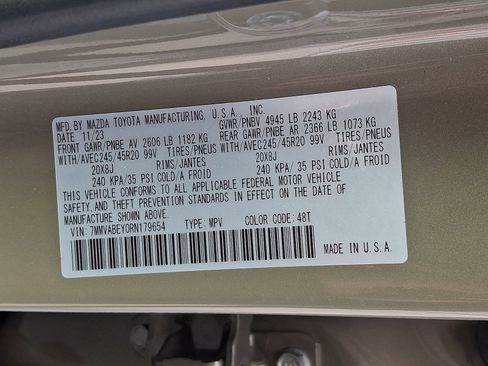 MFD.BY MAZDA TOYOTA MANUFACTURING, U.S.A., INC.
DATE 11/23 GVWR/PNBV 4945 LB 2243 KG
FRONT GAWR/PNBE AV 2606 LB 1182 KG REAR GAWR/PNBE AR 2366 LB 1073 KG
WITH/AVEC245/45R20 99V TIRES/PNEUS WITH/AVEC245/45R20 99V TIRES/PNEUS
20X8J RIMS/JANTES 20X8J RIMS/JANTES
240 KPA/35 PSI COLD/A FROID 240 KPA/35 PSI COLD/A FROID
THIS VEHICLE CONFORMS TO ALL APPLICABLE FEDERAL MOTOR VEHICLE
SAFETY, AND THEFT PREVENTION STANDARDS IN EFFECT ON THE DATE OF
MANUFACTURE SHOWN ABOVE.
VIN: 7MMVABEY0RN179654 TYPE: MPV COLOR CODE: 48T
MADE IN U.S.A.